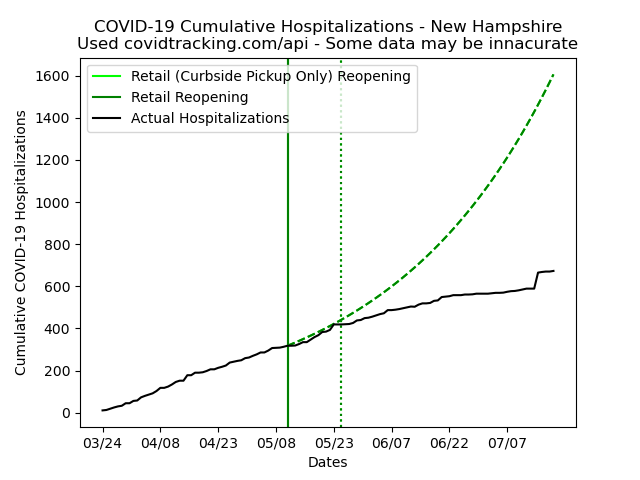 COVID-19 Cumulative Hospitalizations - New Hampshire
Used covidtracking.com/api - Some data may be innacurate
Retail (Curbside Pickup Only) Reopening
Retail Reopening
Actual Hospitalizations
Cumulative COVID-19 Hospitalizations
1600
1400
1200
1000
800
600
400
200
0
03/24 04/08 04/23 05/08 05/23 06/07 06/22 07/07
Dates